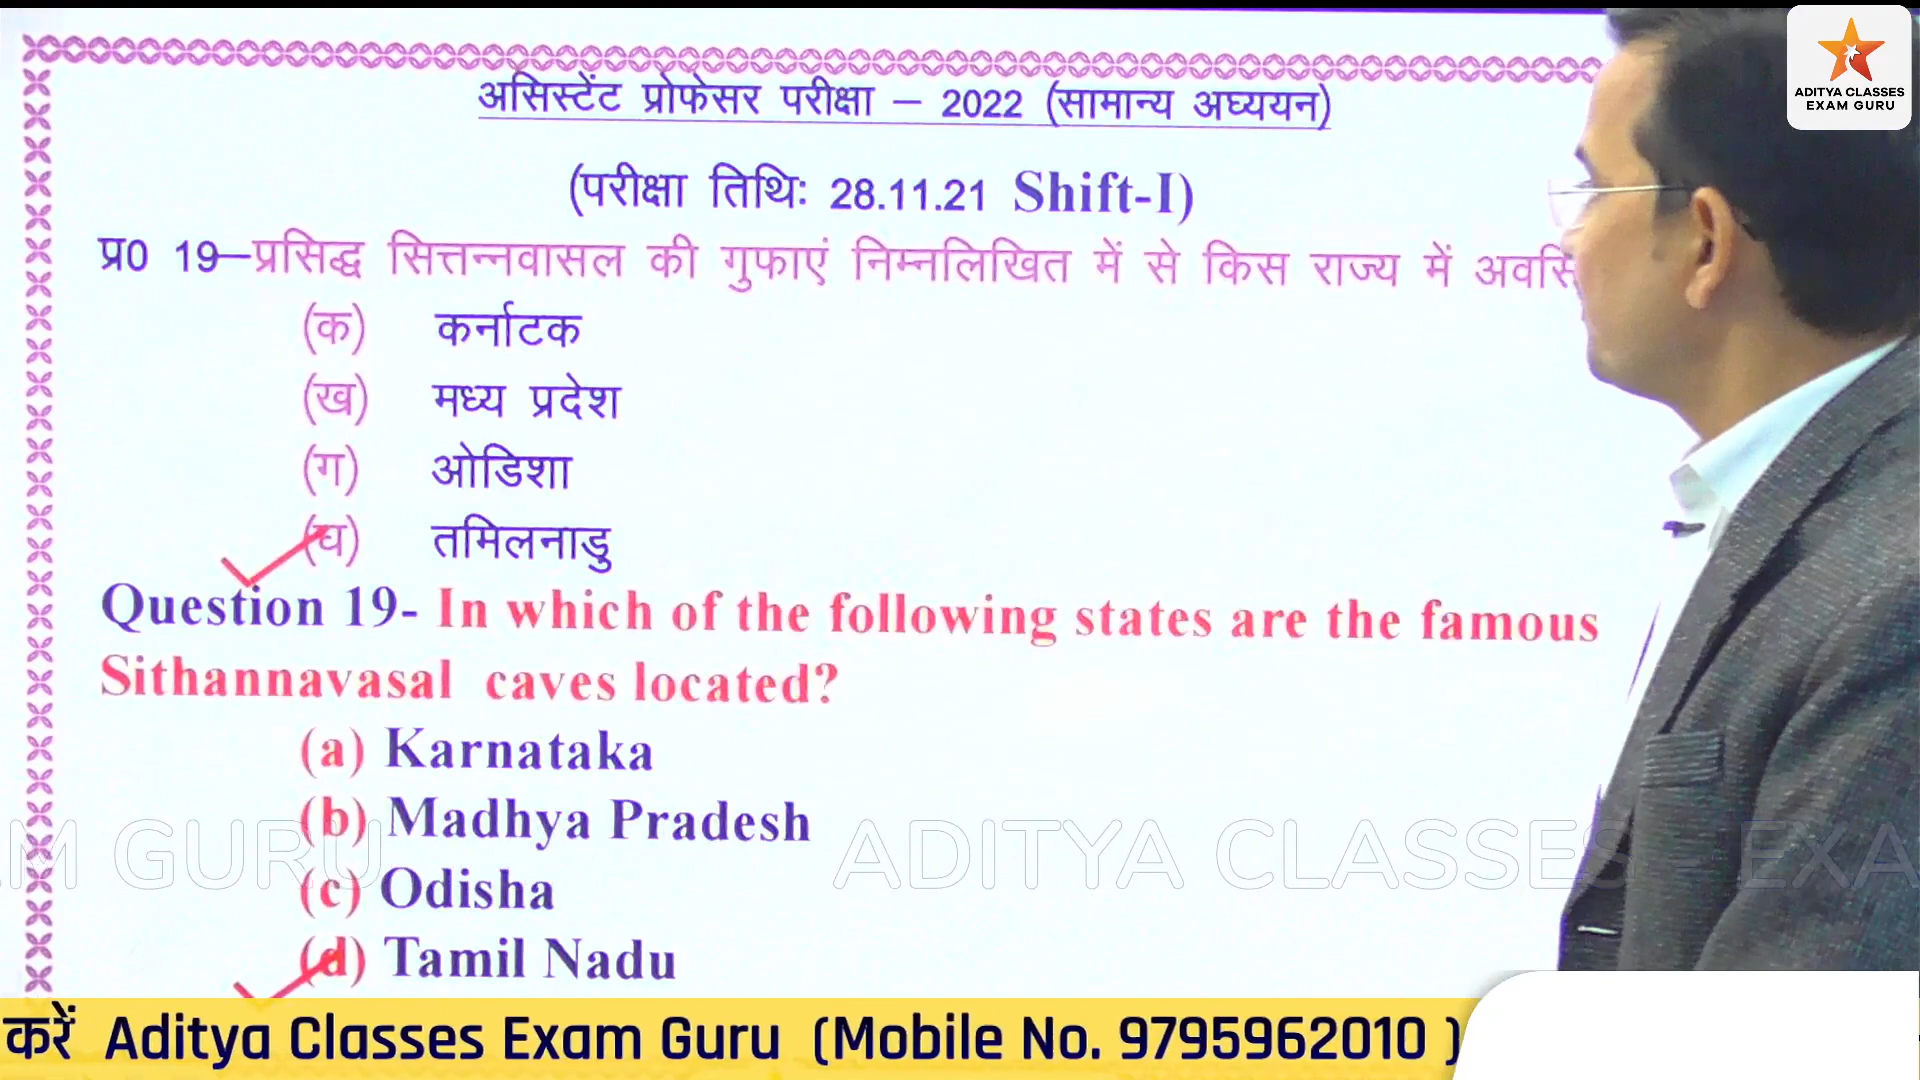 ADITYA CLASSES
EXAM GURU
असिस्टेंट प्रोफेसर परीक्षा – 2022 (सामान्य अघ्ययन)
(परीक्षा तिथिः 28.11.21 Shift-I)
प्र0 19–प्रसिद्ध सित्तन्नवासल की गुफाएं निम्नलिखित में से किस राज्य में
(क) कर्नाटक
(ख) मध्य प्रदेश
(ग) ओडिशा
(घ) तमिलनाडु
Question 19- In which of the following states are the famous
Sithannavasal caves located?
(a) Karnataka
(b) Madhya Pradesh
(c) Odisha
(d) Tamil Nadu
GURU ADITYA CLASSES -
करें Aditya Classes Exam Guru (Mobile No. 9795962010 )